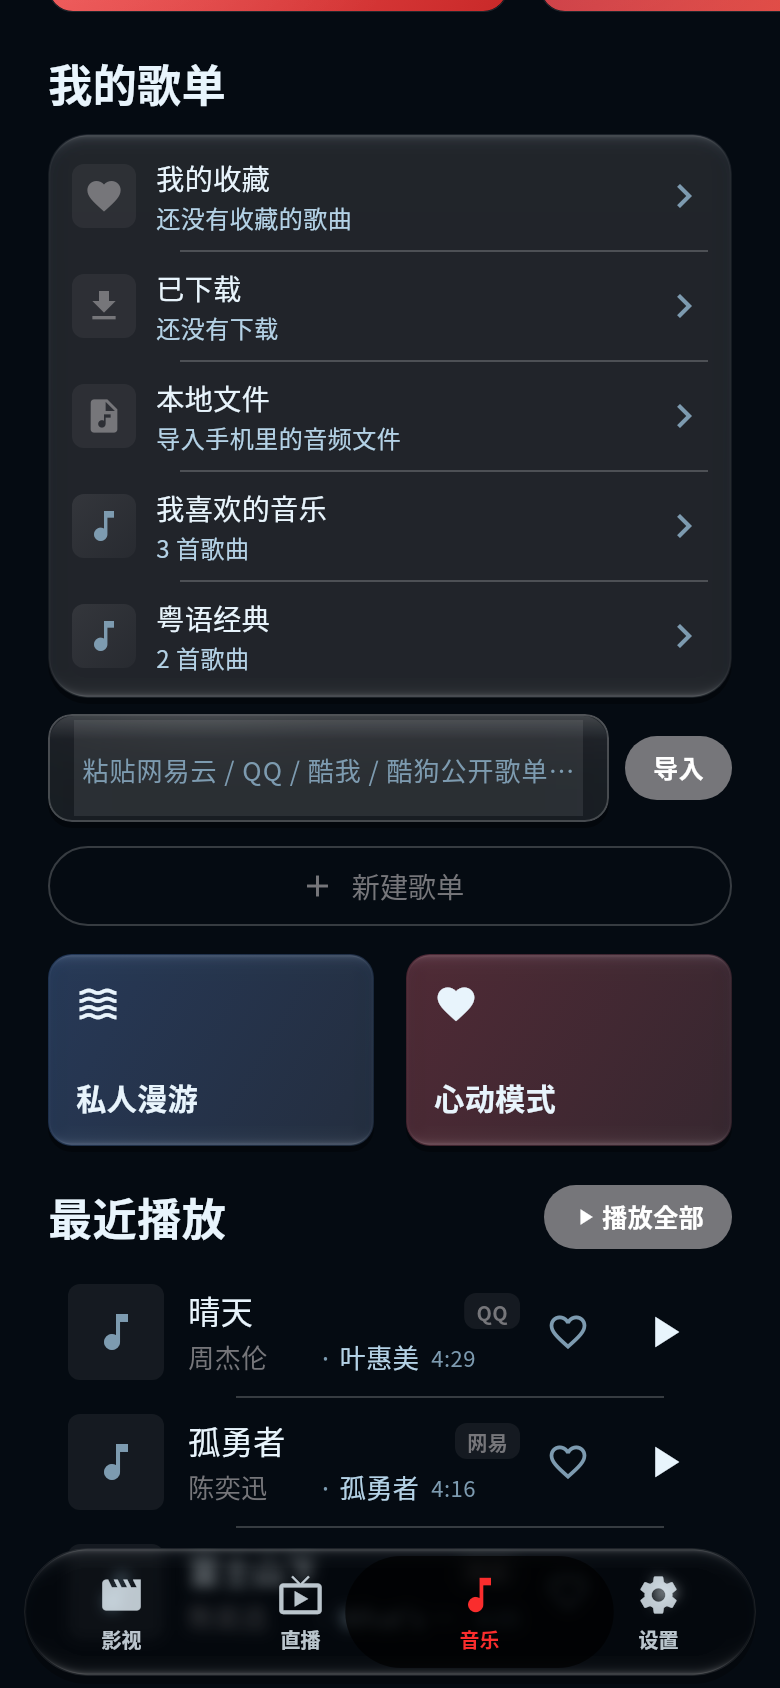 我的歌单
我的收藏
还没有收藏的歌曲
已下载
还没有下载
本地文件
导入手机里的音频文件
我喜欢的音乐
3 首歌曲
粤语经典
2 首歌曲
粘贴网易云 / QQ / 酷我 / 酷狗公开歌单…
导入
新建歌单
私人漫游
心动模式
最近播放
播放全部
晴天
QQ
周杰伦 · 叶惠美 4:29
孤勇者
网易
陈奕迅 · 孤勇者 4:16
影视
直播
音乐
设置